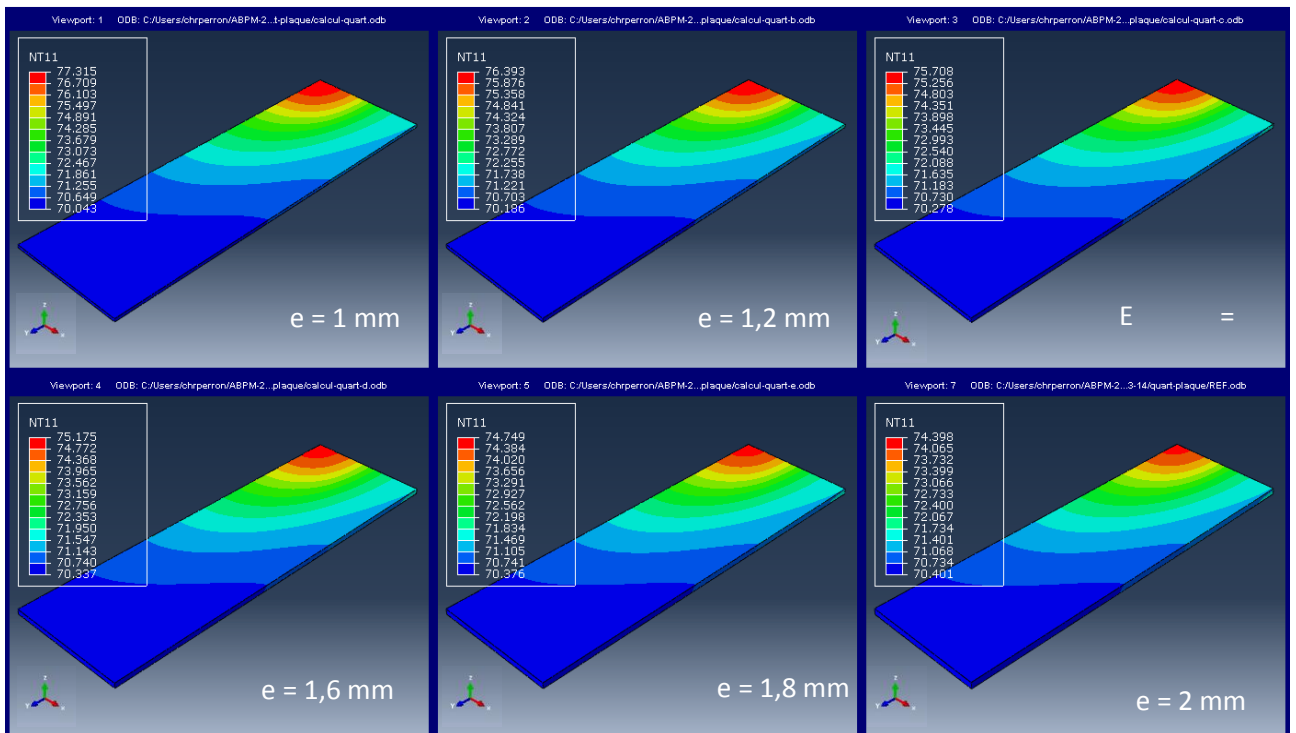 Viewport: 1 ODB: C:/Users/chrperron/ABPM-2...t-plaque/calcul-quart.odb
NT11
77.315
76.709
76.103
75.497
74.891
74.285
73.679
73.073
72.467
71.861
71.255
70.649
70.043
z
Y
X
e = 1 mm
Viewport: 2 ODB: C:/Users/chrperron/ABPM-2...plaque/calcul-quart-b.odb
NT11
76.393
75.876
75.358
74.841
74.324
73.807
73.289
72.772
72.255
71.738
71.221
70.703
70.186
z
Y
X
e = 1,2 mm
Viewport: 3 ODB: C:/Users/chrperron/ABPM-2...plaque/calcul-quart-c.odb
NT11
75.708
75.256
74.803
74.351
73.898
73.445
72.993
72.540
72.088
71.635
71.183
70.730
70.278
z
Y
X
E =
Viewport: 4 ODB: C:/Users/chrperron/ABPM-2...plaque/calcul-quart-d.odb
NT11
75.175
74.772
74.368
73.965
73.562
73.159
72.756
72.353
71.950
71.547
71.143
70.740
70.337
z
Y
X
e = 1,6 mm
Viewport: 5 ODB: C:/Users/chrperron/ABPM-2...plaque/calcul-quart-e.odb
NT11
74.749
74.384
74.020
73.656
73.291
72.927
72.562
72.198
71.834
71.469
71.105
70.741
70.376
z
Y
X
e = 1,8 mm
Viewport: 7 ODB: C:/Users/chrperron/ABPM-2...3-14/quart-plaque/REF.odb
NT11
74.398
74.065
73.732
73.399
73.066
72.733
72.400
72.067
71.734
71.401
71.068
70.734
70.401
z
Y
X
e = 2 mm